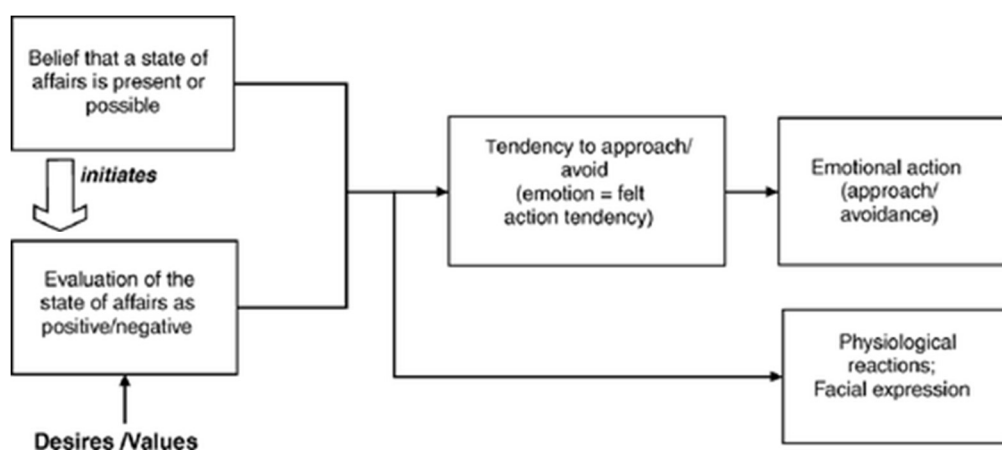 Belief that a state of
affairs is present or
possible
initiates
Evaluation of the
state of affairs as
positive/negative
Desires /Values
Tendency to approach/
avoid
(emotion = felt
action tendency)
Emotional action
(approach/
avoidance)
Physiological
reactions;
Facial expression